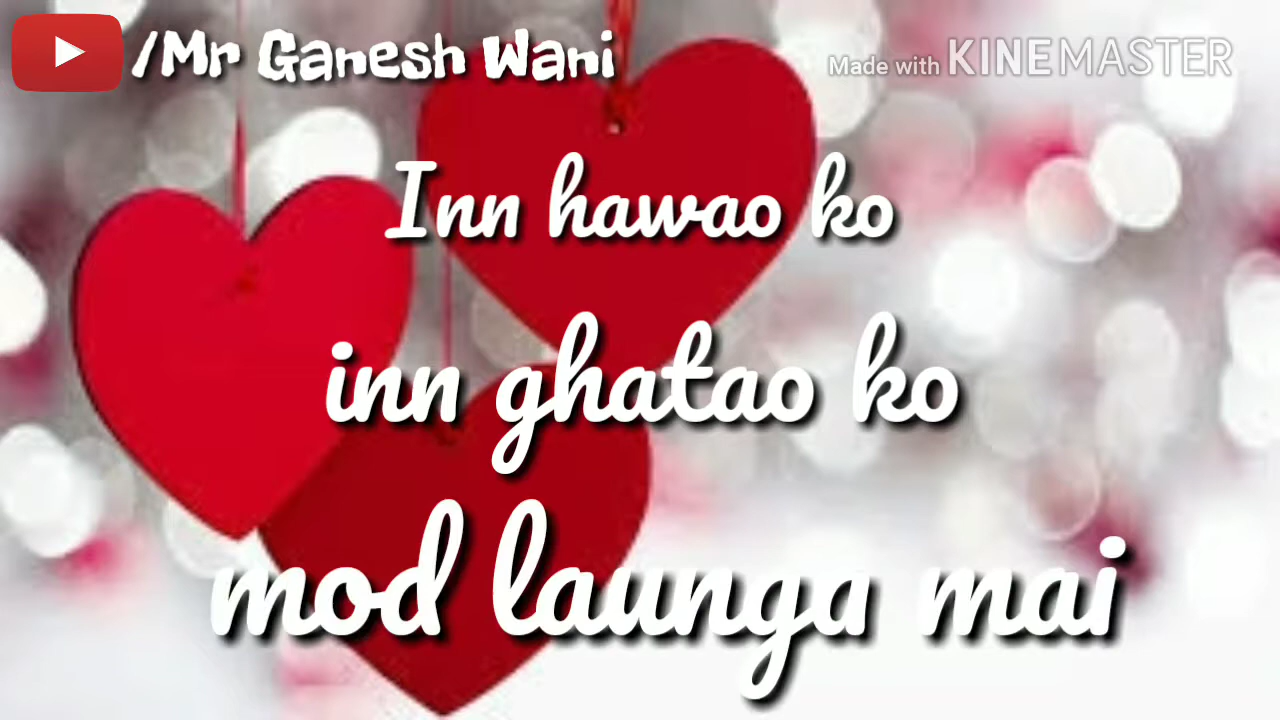 /Mr Ganesh Wani
Made with KINEMASTER
Inn hawao ko
inn ghatao ko
mod launga mai